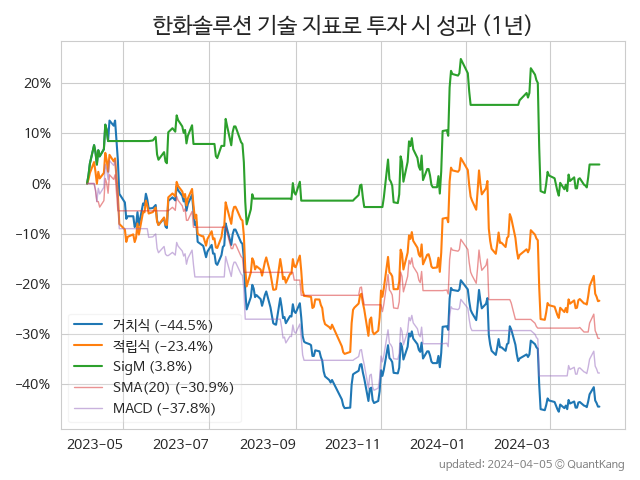 한화솔루션 기술 지표로 투자 시 성과 (1년)
20%
10%
0%
−10%
−20%
−30%
−40%
거치식 (−44.5%)
적립식 (−23.4%)
SigM (3.8%)
SMA(20) (−30.9%)
MACD (−37.8%)
2023−05
2023−07
2023−09
2023−11
2024−01
2024−03
updated: 2024−04−05 © QuantKang